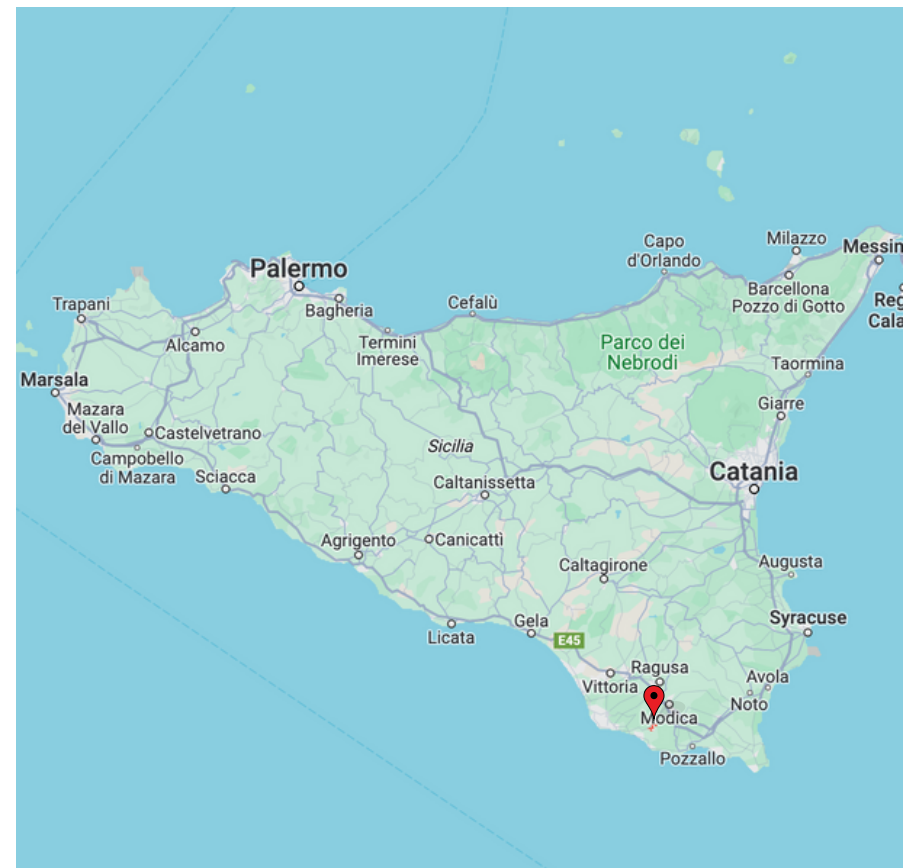 Capo
d'Orlando
Milazzo
Messin
Palermo
Barcellona
Pozzo di Gotto
Reg
Cala
Trapani
Bagheria
Cefalù
Alcamo
Termini
Imerese
Parco dei
Nebrodi
Taormina
Marsala
Giarre
Mazara
del Vallo
Castelvetrano
Sicilia
Campobello
di Mazara
Sciacca
Caltanissetta
Catania
Agrigento
Canicattì
Caltagirone
Augusta
Licata
Gela
E45
Syracuse
Ragusa
Vittoria
Avola
Noto
Modica
Pozzallo